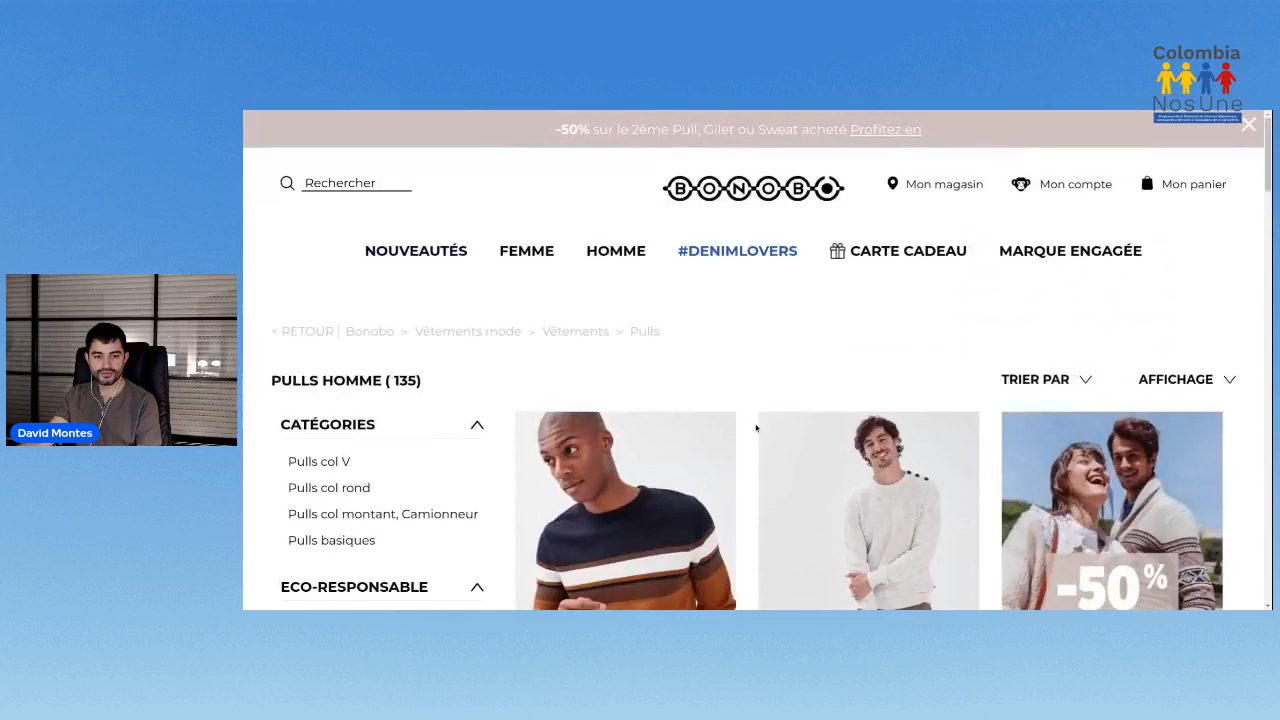 Colombia
NosUne
-50% sur le 2ème Pull, Gilet ou Sweat acheté Profitez en
Rechercher
BONOBO
Mon magasin
Mon compte
Mon panier
NOUVEAUTÉS
FEMME
HOMME
#DENIMLOVERS
CARTE CADEAU
MARQUE ENGAGÉE
< RETOUR | Bonobo > Vêtements mode > Vêtements > Pulls
PULLS HOMME ( 135)
TRIER PAR
AFFICHAGE
CATÉGORIES
Pulls col V
Pulls col rond
Pulls col montant, Camionneur
Pulls basiques
ECO-RESPONSABLE
-50%
David Montes